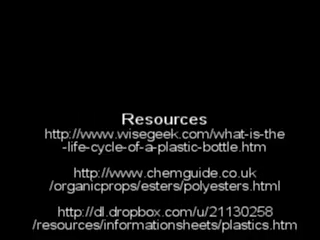 Resources
http://www.wisegeek.com/what-is-the
-life-cycle-of-a-plastic-bottle.htm
http://www.chemguide.co.uk
/organicprops/esters/polyesters.html
http://dl.dropbox.com/u/21130258
/resources/informationsheets/plastics.htm